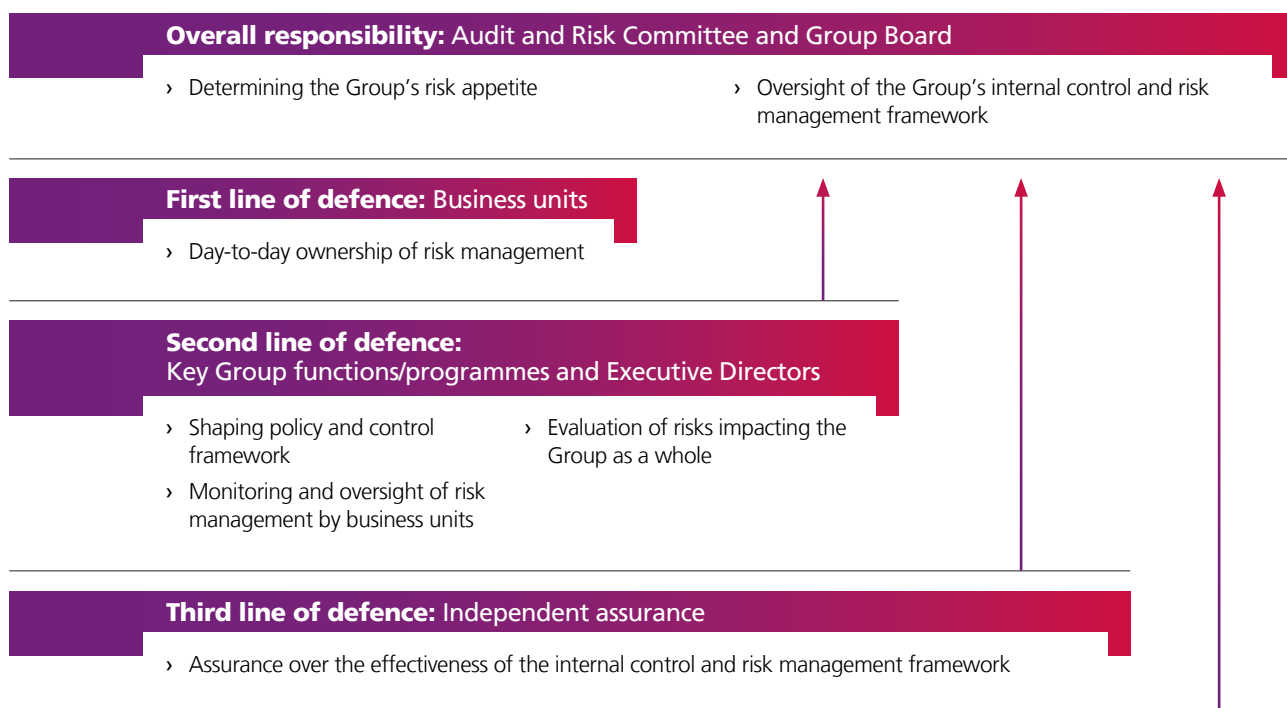 Overall responsibility: Audit and Risk Committee and Group Board
› Determining the Group’s risk appetite
› Oversight of the Group’s internal control and risk
management framework
First line of defence: Business units
› Day-to-day ownership of risk management
Second line of defence:
Key Group functions/programmes and Executive Directors
› Shaping policy and control
framework
› Monitoring and oversight of risk
management by business units
› Evaluation of risks impacting the
Group as a whole
Third line of defence: Independent assurance
› Assurance over the effectiveness of the internal control and risk management framework